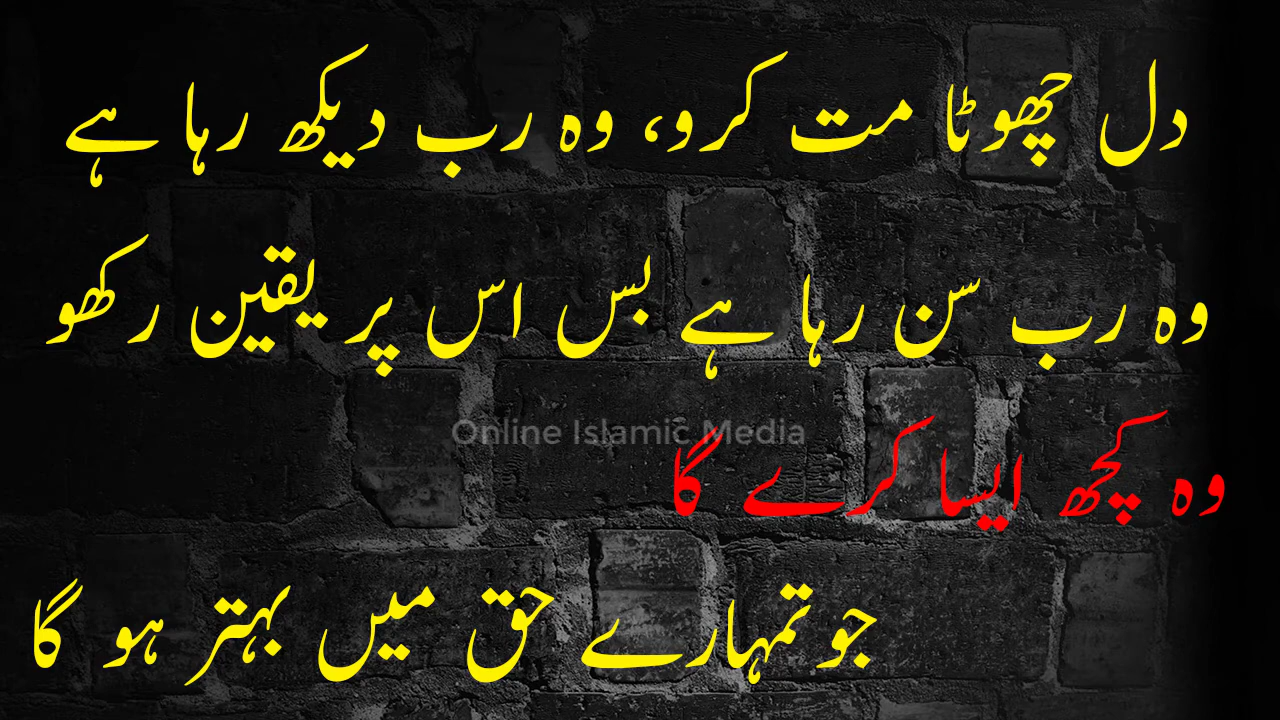 دل چھوٹا مت کرو، وہ رب دیکھ رہا ہے
وہ رب سن رہا ہے بس اس پر یقین رکھو
Online Islamic Media
وہ کچھ ایسا کرے گا
جو تمہارے حق میں بہتر ہو گا